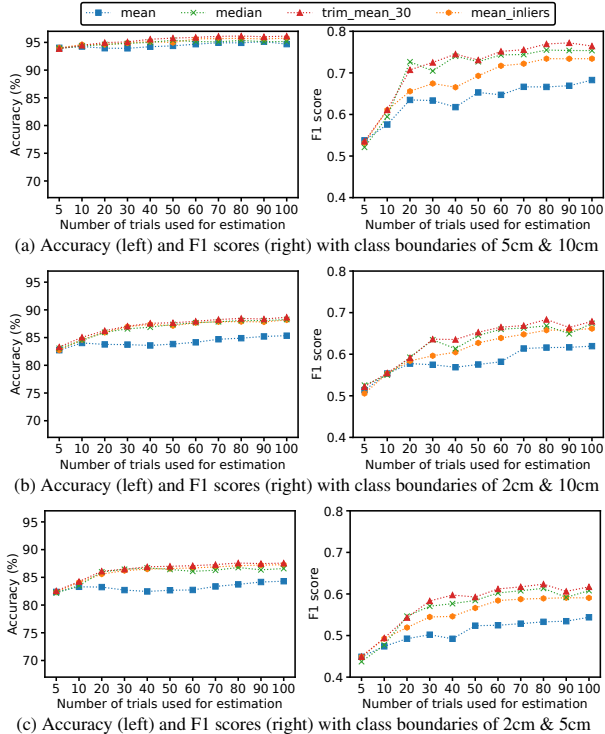 mean median trim_mean_30 mean_inliers
95
90
85
80
75
70
Accuracy (%)
5 10 20 30 40 50 60 70 80 90 100
Number of trials used for estimation
0.8
0.7
0.6
0.5
0.4
F1 score
5 10 20 30 40 50 60 70 80 90 100
Number of trials used for estimation
(a) Accuracy (left) and F1 scores (right) with class boundaries of 5cm & 10cm
95
90
85
80
75
70
Accuracy (%)
5 10 20 30 40 50 60 70 80 90 100
Number of trials used for estimation
0.8
0.7
0.6
0.5
0.4
F1 score
5 10 20 30 40 50 60 70 80 90 100
Number of trials used for estimation
(b) Accuracy (left) and F1 scores (right) with class boundaries of 2cm & 10cm
95
90
85
80
75
70
Accuracy (%)
5 10 20 30 40 50 60 70 80 90 100
Number of trials used for estimation
0.8
0.7
0.6
0.5
0.4
F1 score
5 10 20 30 40 50 60 70 80 90 100
Number of trials used for estimation
(c) Accuracy (left) and F1 scores (right) with class boundaries of 2cm & 5cm